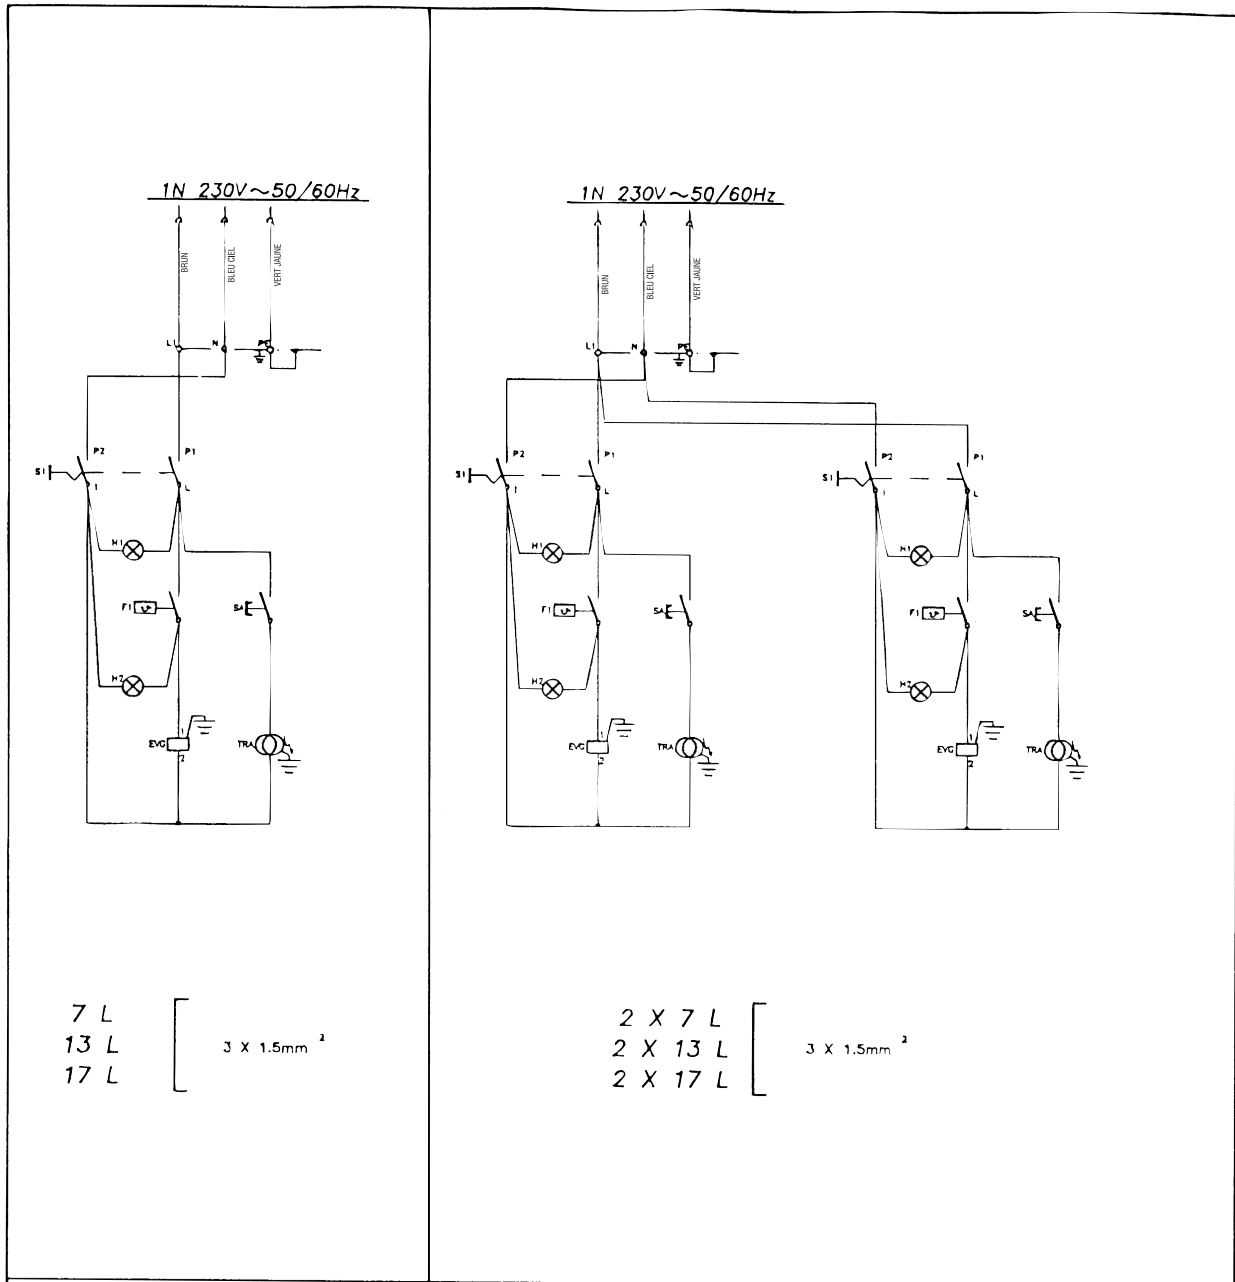 1N 230V~50/60Hz
BRUN
BLEU CIEL
VERT JAUNE
L1 N PE
P2 P1
S1
1 L
H1
F1
SA
H2
1
EVG TRA
2
7 L
13 L
17 L
3 X 1.5mm ²
1N 230V~50/60Hz
BRUN
BLEU CIEL
VERT JAUNE
L1 N PE
P2 P1
S1
1 L
H1
F1
SA
H2
1
EVG TRA
2
P2 P1
S1
1 L
H1
F1
SA
H2
1
EVG TRA
2
2 X 7 L
2 X 13 L
2 X 17 L
3 X 1.5mm ²